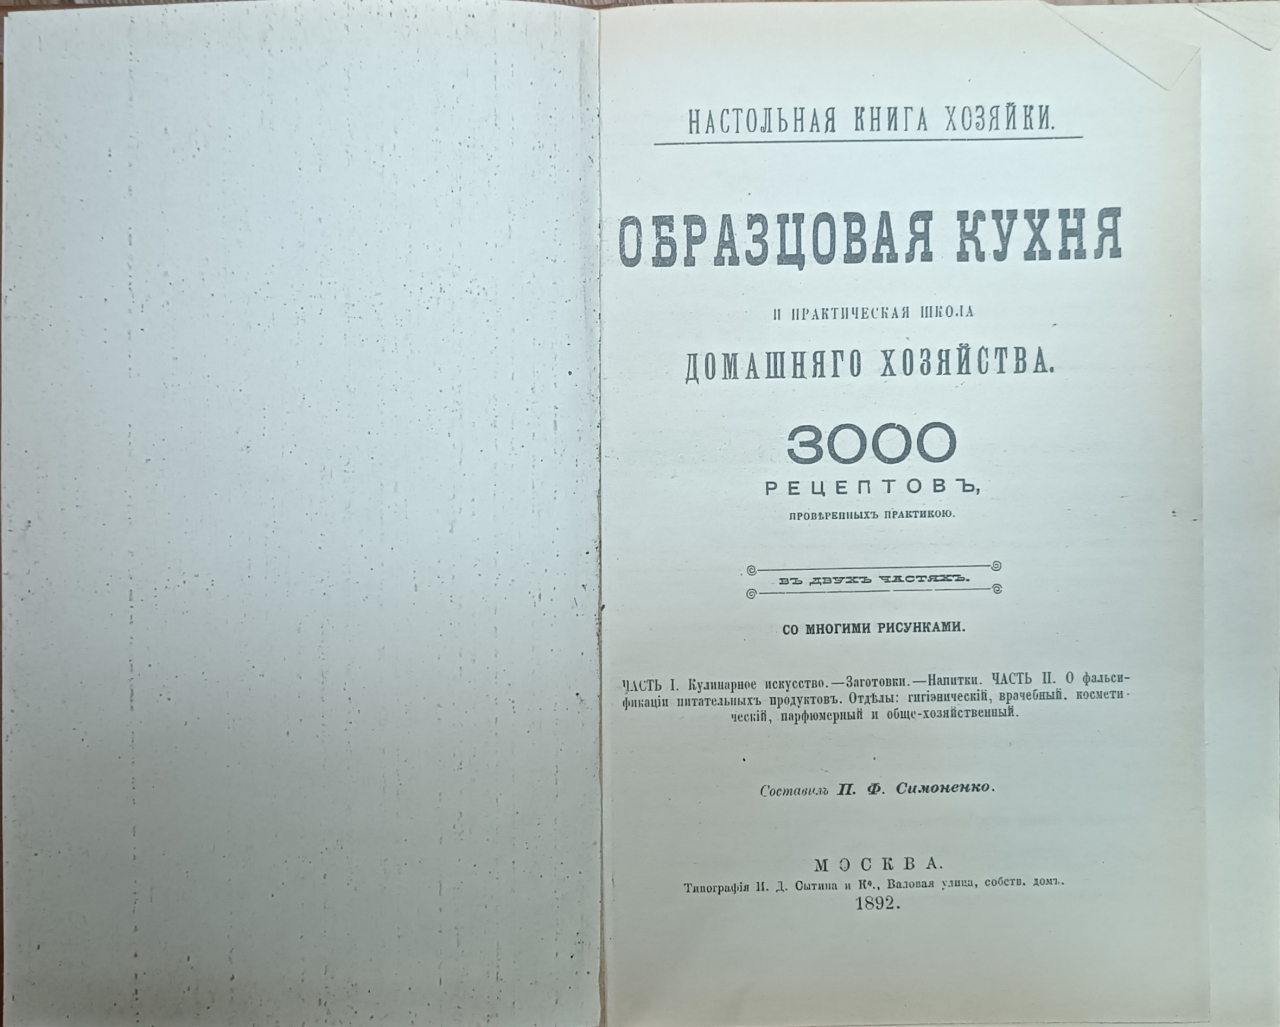 НАСТОЛЬНАЯ КНИГА ХОЗЯЙКИ.
ОБРАЗЦОВАЯ КУХНЯ
И ПРАКТИЧЕСКАЯ ШКОЛА
ДОМАШНЯГО ХОЗЯЙСТВА.
3000
РЕЦЕПТОВЪ,
ПРОВѢРЕННЫХЪ ПРАКТИКОЮ.
ВЪ ДВУХЪ ЧАСТЯХЪ.
СО МНОГИМИ РИСУНКАМИ.
ЧАСТЬ I. Кулинарное искусство.—Заготовки.—Напитки. ЧАСТЬ II. О фальси-
фикаціи питательныхъ продуктовъ. Отдѣлы: гигіэническій, врачебный, космети-
ческій, парфюмерный и обще-хозяйственный.
Составилъ П. Ф. Симоненко.
МОСКВА.
Типографія И. Д. Сытина и Кº., Валовая улица, собств. домъ.
1892.